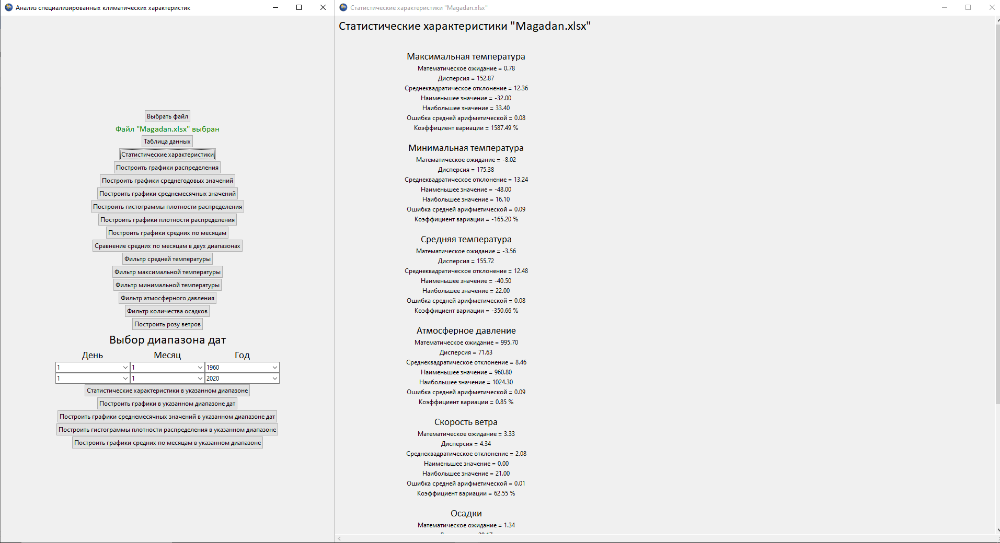 Анализ специализированных климатических характеристик
Выбрать файл
Файл "Magadan.xlsx" выбран
Таблица данных
Статистические характеристики
Построить графики распределения
Построить графики среднегодовых значений
Построить графики среднемесячных значений
Построить гистограммы плотности распределения
Построить графики плотности распределения
Построить графики средних по месяцам
Сравнение средних по месяцам в двух диапазонах
Фильтр средней температуры
Фильтр максимальной температуры
Фильтр минимальной температуры
Фильтр атмосферного давления
Фильтр количества осадков
Построить розу ветров
Выбор диапазона дат
День Месяц Год
1 1 1960
1 1 2020
Статистические характеристики в указанном диапазоне
Построить графики в указанном диапазоне дат
Построить графики среднемесячных значений в указанном диапазоне дат
Построить гистограммы плотности распределения в указанном диапазоне
Построить графики средних по месяцам в указанном диапазоне
Статистические характеристики "Magadan.xlsx"
Статистические характеристики "Magadan.xlsx"
Максимальная температура
Математическое ожидание = 0.78
Дисперсия = 152.87
Среднеквадратическое отклонение = 12.36
Наименьшее значение = -32.00
Наибольшее значение = 33.40
Ошибка средней арифметической = 0.08
Коэффициент вариации = 1587.49 %
Минимальная температура
Математическое ожидание = -8.02
Дисперсия = 175.38
Среднеквадратическое отклонение = 13.24
Наименьшее значение = -48.00
Наибольшее значение = 16.10
Ошибка средней арифметической = 0.09
Коэффициент вариации = -165.20 %
Средняя температура
Математическое ожидание = -3.56
Дисперсия = 155.72
Среднеквадратическое отклонение = 12.48
Наименьшее значение = -40.50
Наибольшее значение = 22.00
Ошибка средней арифметической = 0.08
Коэффициент вариации = -350.66 %
Атмосферное давление
Математическое ожидание = 995.70
Дисперсия = 71.63
Среднеквадратическое отклонение = 8.46
Наименьшее значение = 960.80
Наибольшее значение = 1024.30
Ошибка средней арифметической = 0.09
Коэффициент вариации = 0.85 %
Скорость ветра
Математическое ожидание = 3.33
Дисперсия = 4.34
Среднеквадратическое отклонение = 2.08
Наименьшее значение = 0.00
Наибольшее значение = 21.00
Ошибка средней арифметической = 0.01
Коэффициент вариации = 62.55 %
Осадки
Математическое ожидание = 1.34